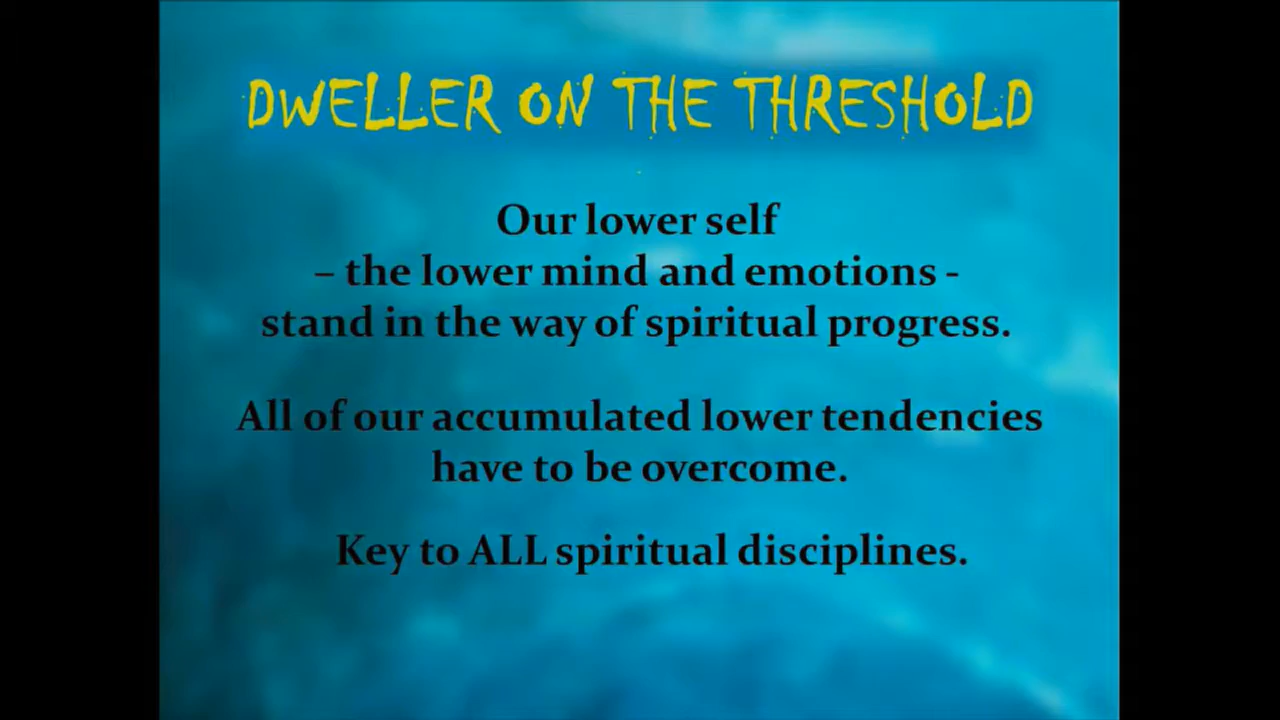 DWELLER ON THE THRESHOLD
Our lower self
– the lower mind and emotions -
stand in the way of spiritual progress.
All of our accumulated lower tendencies
have to be overcome.
Key to ALL spiritual disciplines.